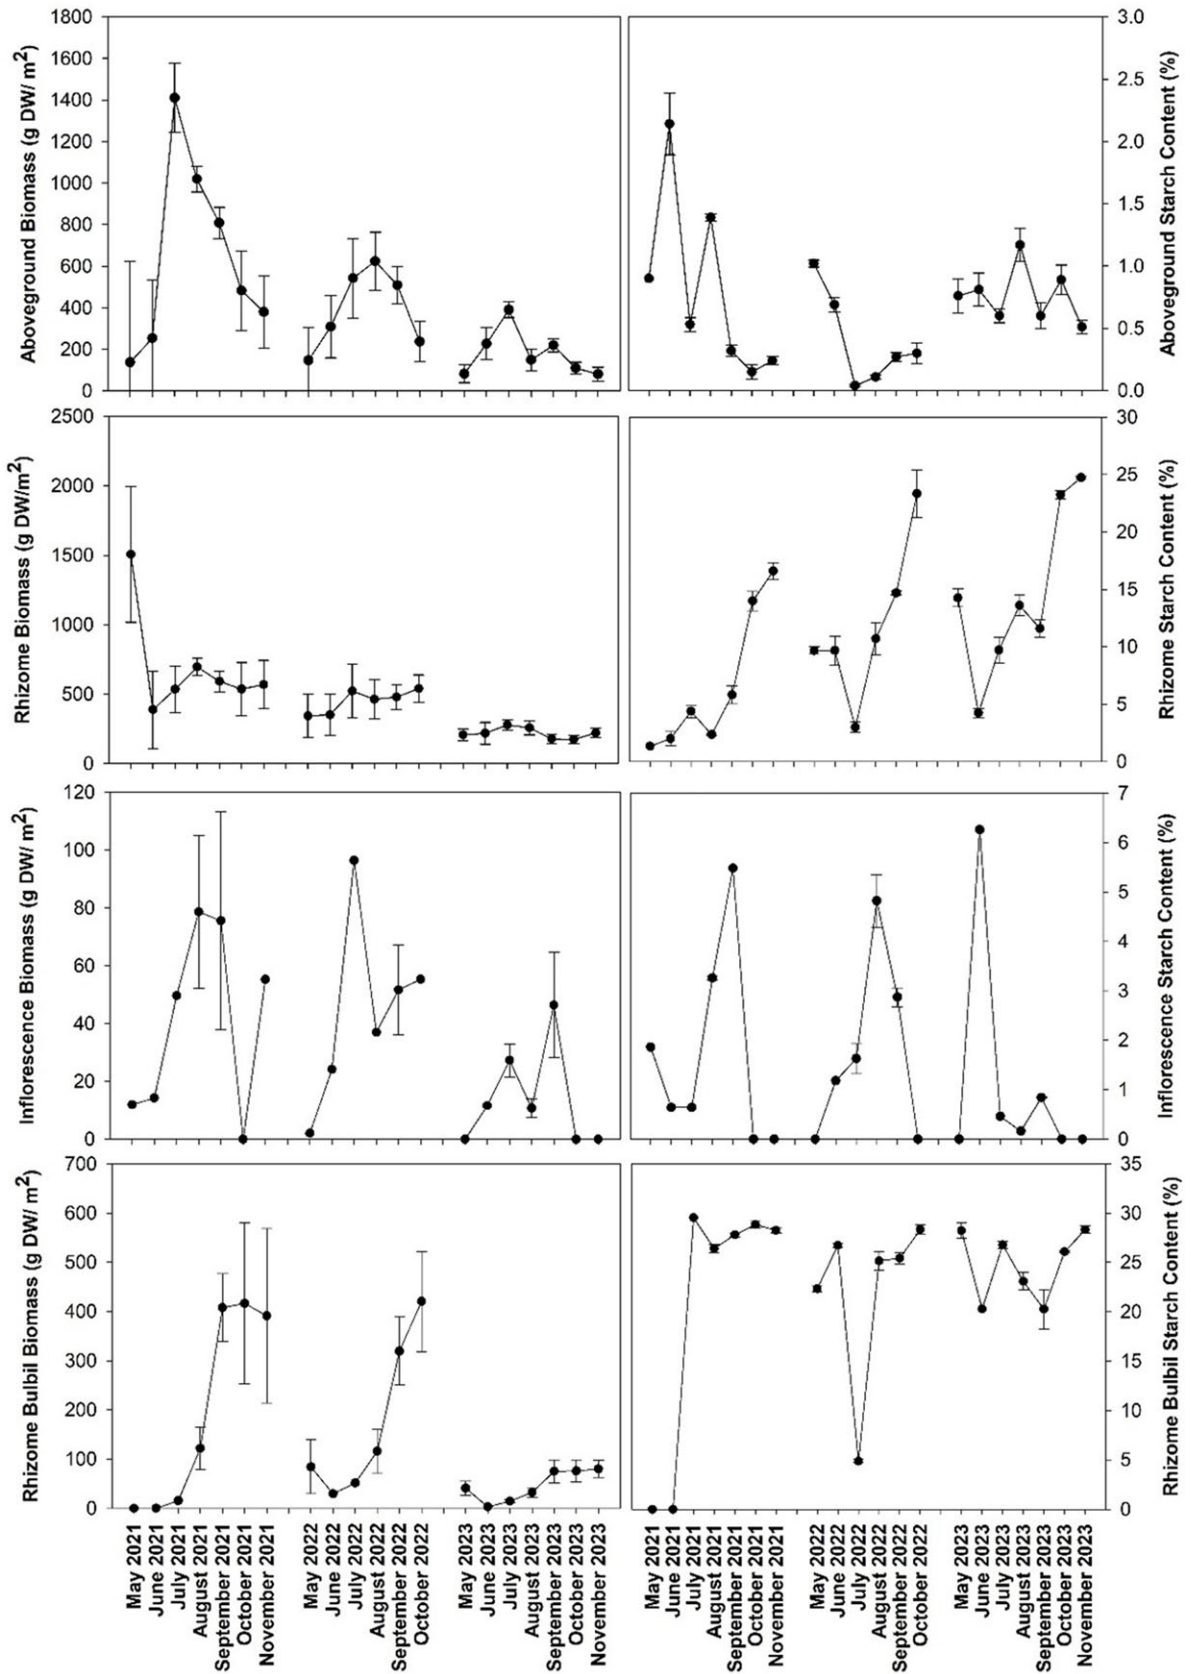 Aboveground Biomass (g DW/ m2)
1800
1600
1400
1200
1000
800
600
400
200
0
3.0
2.5
2.0
1.5
1.0
0.5
0.0
Aboveground Starch Content (%)
Rhizome Biomass (g DW/m2)
2500
2000
1500
1000
500
0
30
25
20
15
10
5
0
Rhizome Starch Content (%)
Inflorescence Biomass (g DW/ m2)
120
100
80
60
40
20
0
7
6
5
4
3
2
1
0
Inflorescence Starch Content (%)
Rhizome Bulbil Biomass (g DW/ m2)
700
600
500
400
300
200
100
0
35
30
25
20
15
10
5
0
Rhizome Bulbil Starch Content (%)
May 2021
June 2021
July 2021
August 2021
September 2021
October 2021
November 2021
May 2022
June 2022
July 2022
August 2022
September 2022
October 2022
May 2023
June 2023
July 2023
August 2023
September 2023
October 2023
November 2023
May 2021
June 2021
July 2021
August 2021
September 2021
October 2021
November 2021
May 2022
June 2022
July 2022
August 2022
September 2022
October 2022
May 2023
June 2023
July 2023
August 2023
September 2023
October 2023
November 2023